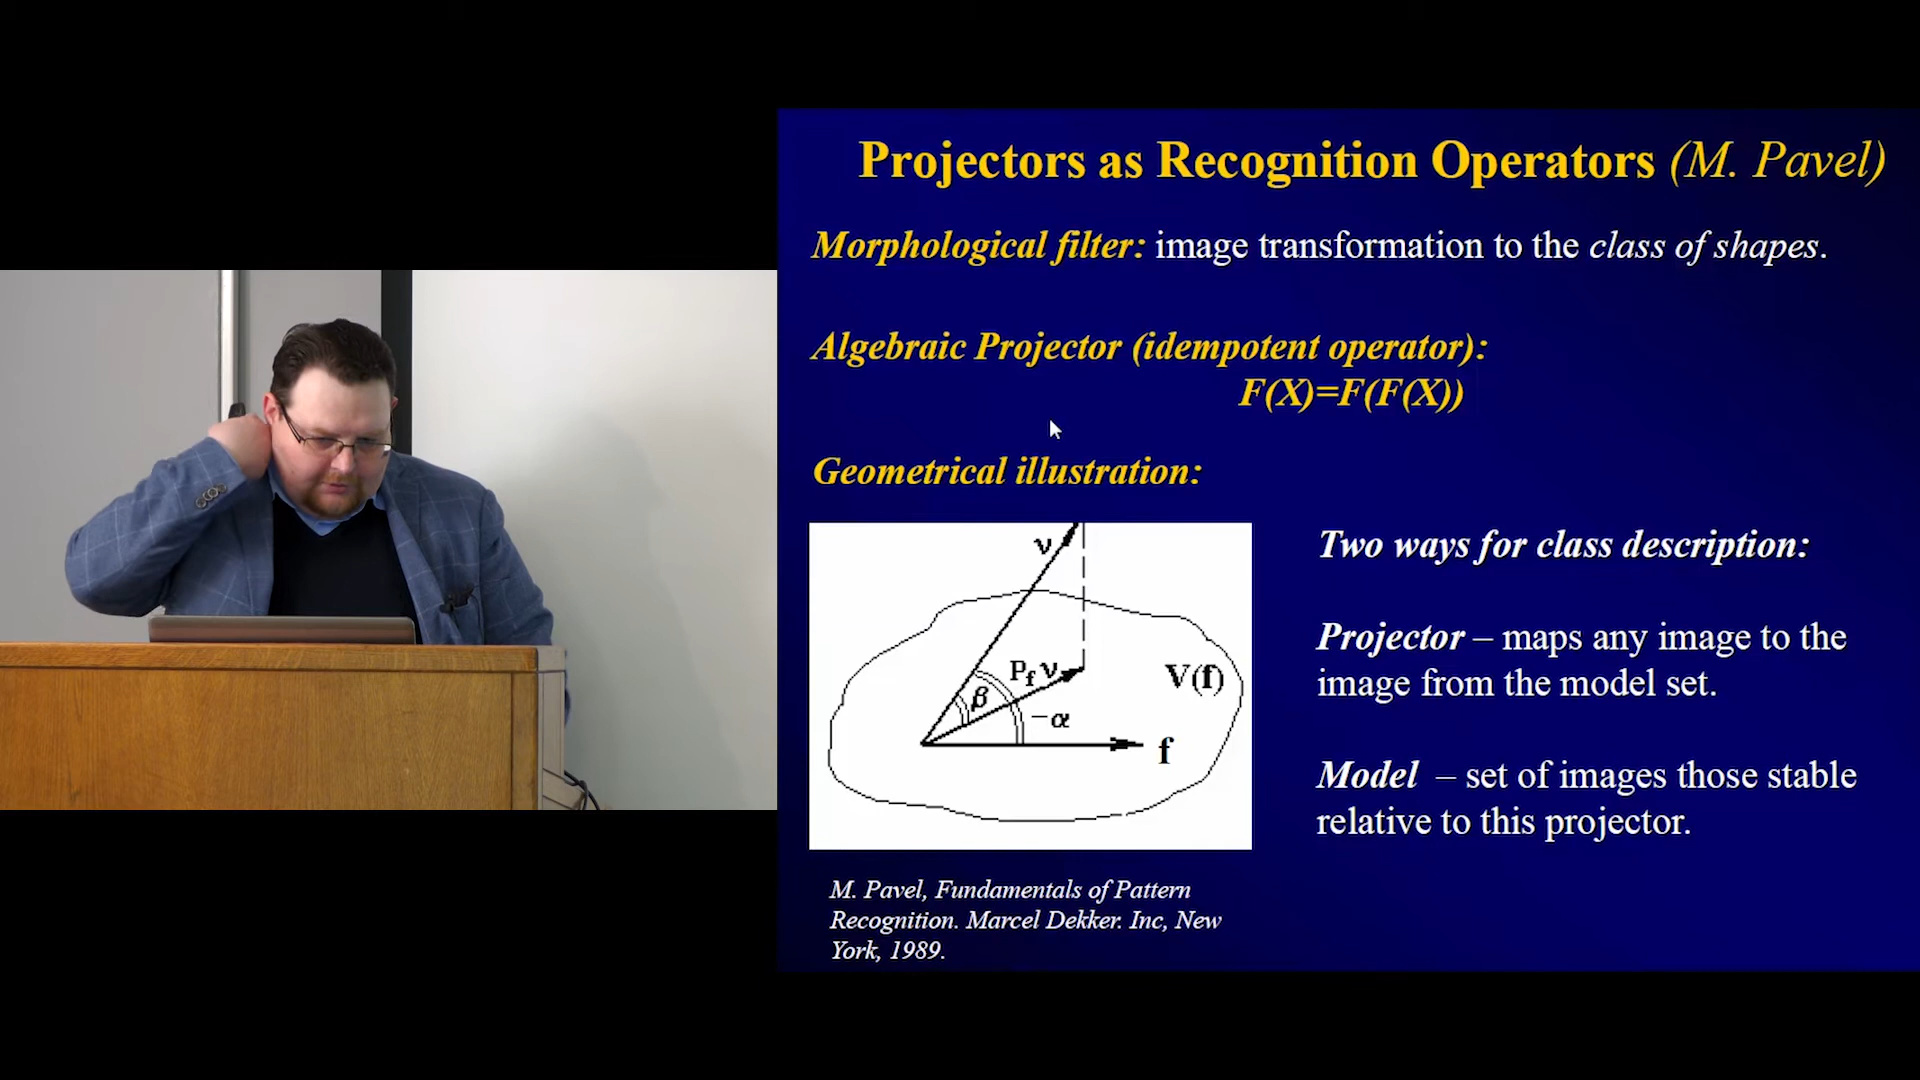 Projectors as Recognition Operators (M. Pavel)
Morphological filter: image transformation to the class of shapes.
Algebraic Projector (idempotent operator):
F(X)=F(F(X))
Geometrical illustration:
ν
P_f ν
β
−α
V(f)
f
Two ways for class description:
Projector – maps any image to the
image from the model set.
Model – set of images those stable
relative to this projector.
M. Pavel, Fundamentals of Pattern
Recognition. Marcel Dekker. Inc, New
York, 1989.